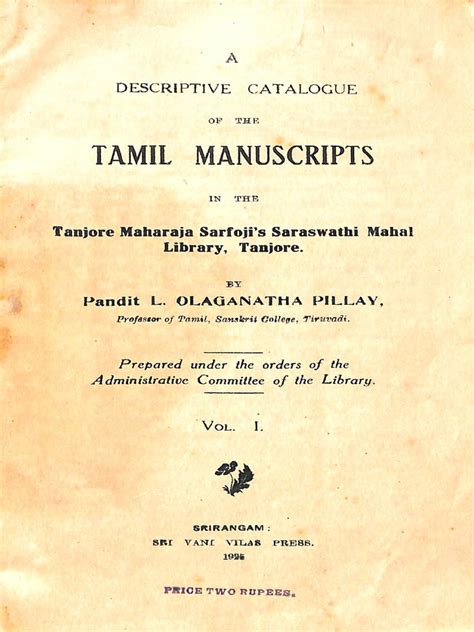 A
DESCRIPTIVE CATALOGUE
OF THE
TAMIL MANUSCRIPTS
IN THE
Tanjore Maharaja Sarfoji's Saraswathi Mahal
Library, Tanjore.
BY
Pandit L. OLAGANATHA PILLAY,
Professor of Tamil, Sanskrit College, Tiruvadi.
Prepared under the orders of the
Administrative Committee of the Library.
VOL. I.
SRIRANGAM:
SRI VANI VILAS PRESS.
1925
PRICE TWO RUPEES.